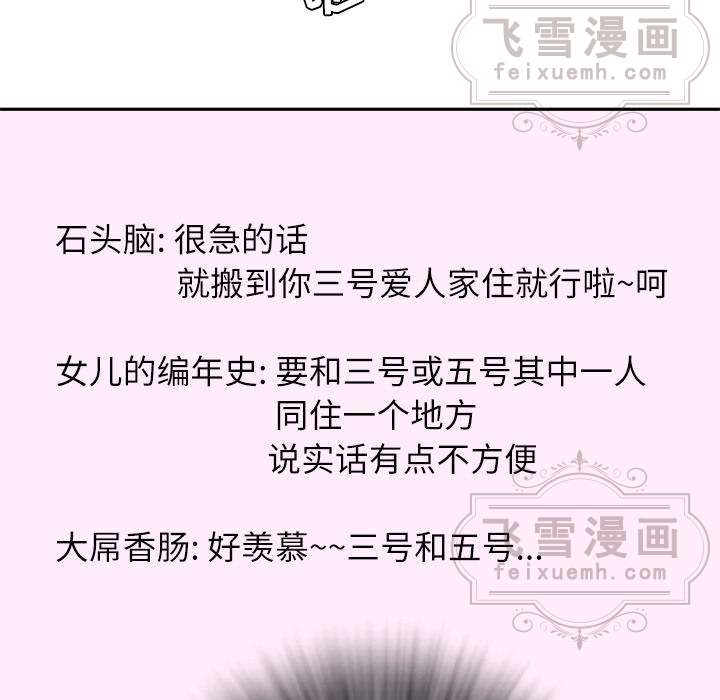 飞雪漫画
feixuemh.com
石头脑: 很急的话
就搬到你三号爱人家住就行啦~呵
女儿的编年史: 要和三号或五号其中一人
同住一个地方
说实话有点不方便
大屌香肠: 好羡慕~~三号和五号...
飞雪漫画
feixuemh.com